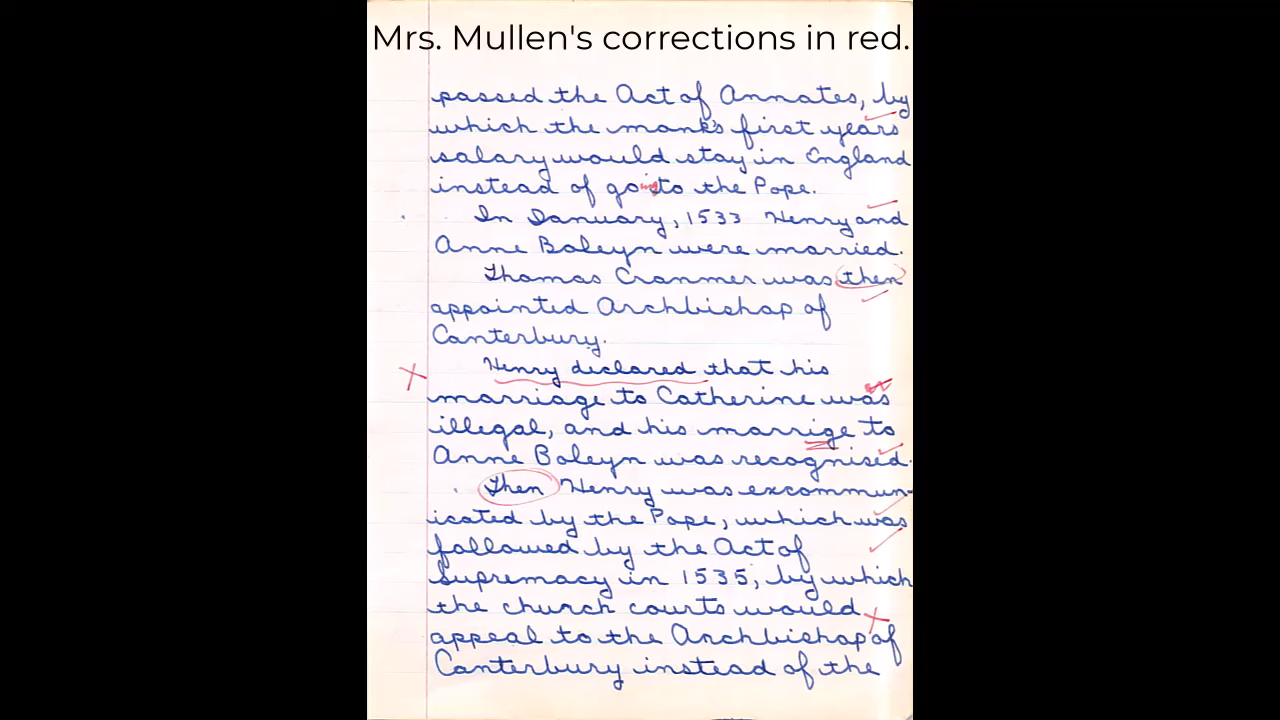 Mrs. Mullen's corrections in red.
passed the Act of Annates, by
which the monk's first years
salary would stay in England
instead of going to the Pope.
In January, 1533 Henry and
Anne Boleyn were married.
Thomas Cranmer was then
appointed Archbishop of
Canterbury.
Henry declared that his
marriage to Catherine was
illegal, and his marrige to
Anne Boleyn was recognised.
Then Henry was excommun-
icated by the Pope, which was
followed by the Act of
Supremacy in 1535, by which
the church courts would
appeal to the Archbishop of
Canterbury instead of the